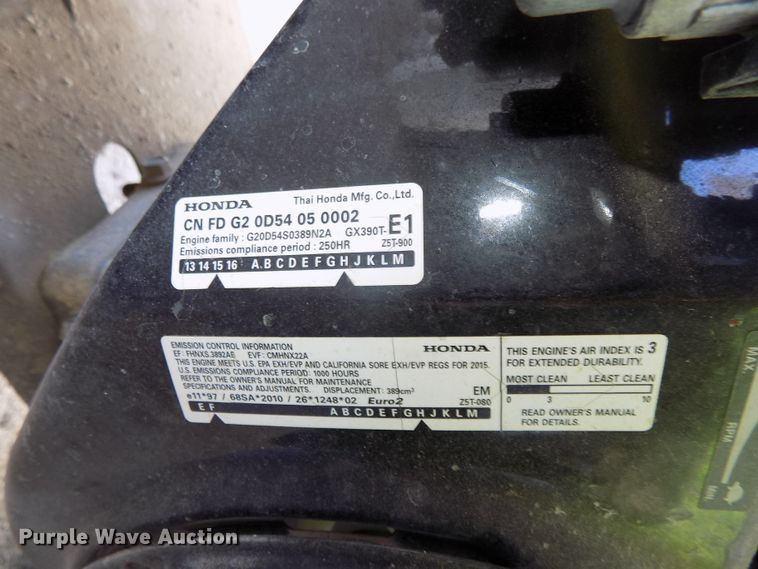 HONDA Thai Honda Mfg. Co.,Ltd.
CN FD G2 0D54 05 0002
Engine family : G20D54S0389N2A GX390T-E1
Emissions compliance period : 250HR Z5T-900
13 14 15 16 A.B.C D E F G H J K L M
EMISSION CONTROL INFORMATION HONDA
EF: FHNXS.3892AE EVF: CMHNX22A
THIS ENGINE MEETS U.S. EPA EXH/EVP AND CALIFORNIA SORE EXH/EVP REGS FOR 2015.
U.S. EMISSIONS COMPLIANCE PERIOD: 1000 HOURS
REFER TO THE OWNER'S MANUAL FOR MAINTENANCE
SPECIFICATIONS AND ADJUSTMENTS. DISPLACEMENT: 389cm³ EM
e11*97 / 68SA*2010 / 26*1248*02 Euro2 Z5T-080
E F A B C D E F G H J K L M
THIS ENGINE'S AIR INDEX IS 3
FOR EXTENDED DURABILITY.
MOST CLEAN LEAST CLEAN
0 3 10
READ OWNER'S MANUAL
FOR DETAILS.
MAX.
RPM
Min.
Purple Wave Auction